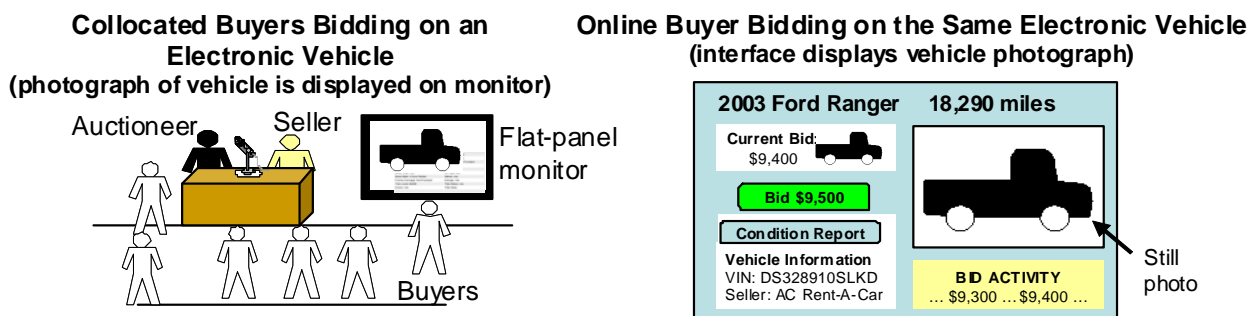 Collocated Buyers Bidding on an
Electronic Vehicle
(photograph of vehicle is displayed on monitor)
Auctioneer
Seller
Flat-panel
monitor
Buyers
Online Buyer Bidding on the Same Electronic Vehicle
(interface displays vehicle photograph)
2003 Ford Ranger 18,290 miles
Current Bid:
$9,400
Bid $9,500
Condition Report
Vehicle Information
VIN: DS328910SLKD
Seller: AC Rent-A-Car
BID ACTIVITY
... $9,300 ... $9,400 ...
Still
photo